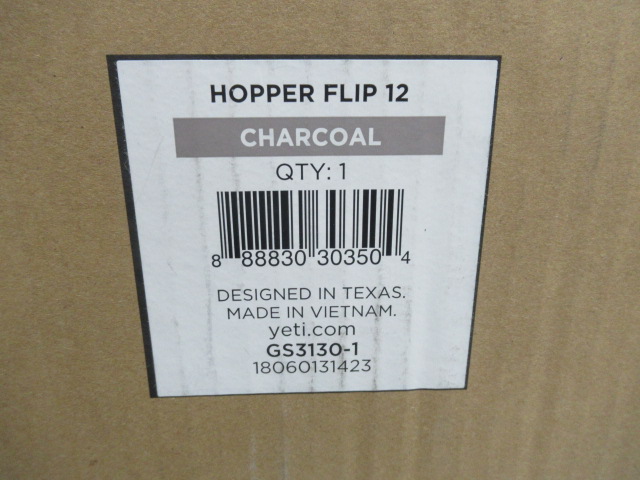 HOPPER FLIP 12
CHARCOAL
QTY: 1
8 88830 30350 4
DESIGNED IN TEXAS.
MADE IN VIETNAM.
yeti.com
GS3130-1
18060131423